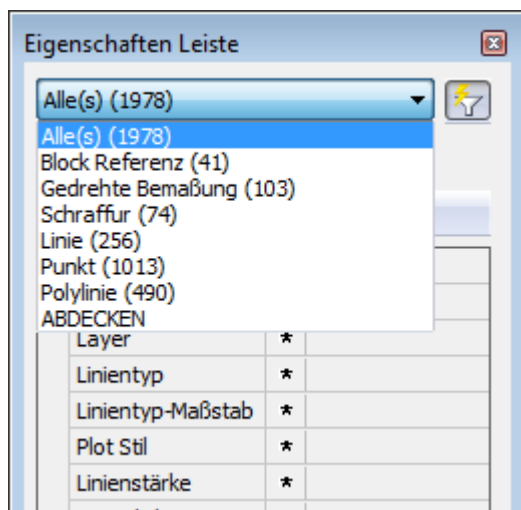 Eigenschaften Leiste
Alle(s) (1978)
Alle(s) (1978)
Block Referenz (41)
Gedrehte Bemaßung (103)
Schraffur (74)
Linie (256)
Punkt (1013)
Polylinie (490)
ABDECKEN
Layer *
Linientyp *
Linientyp-Maßstab *
Plot Stil *
Linienstärke *